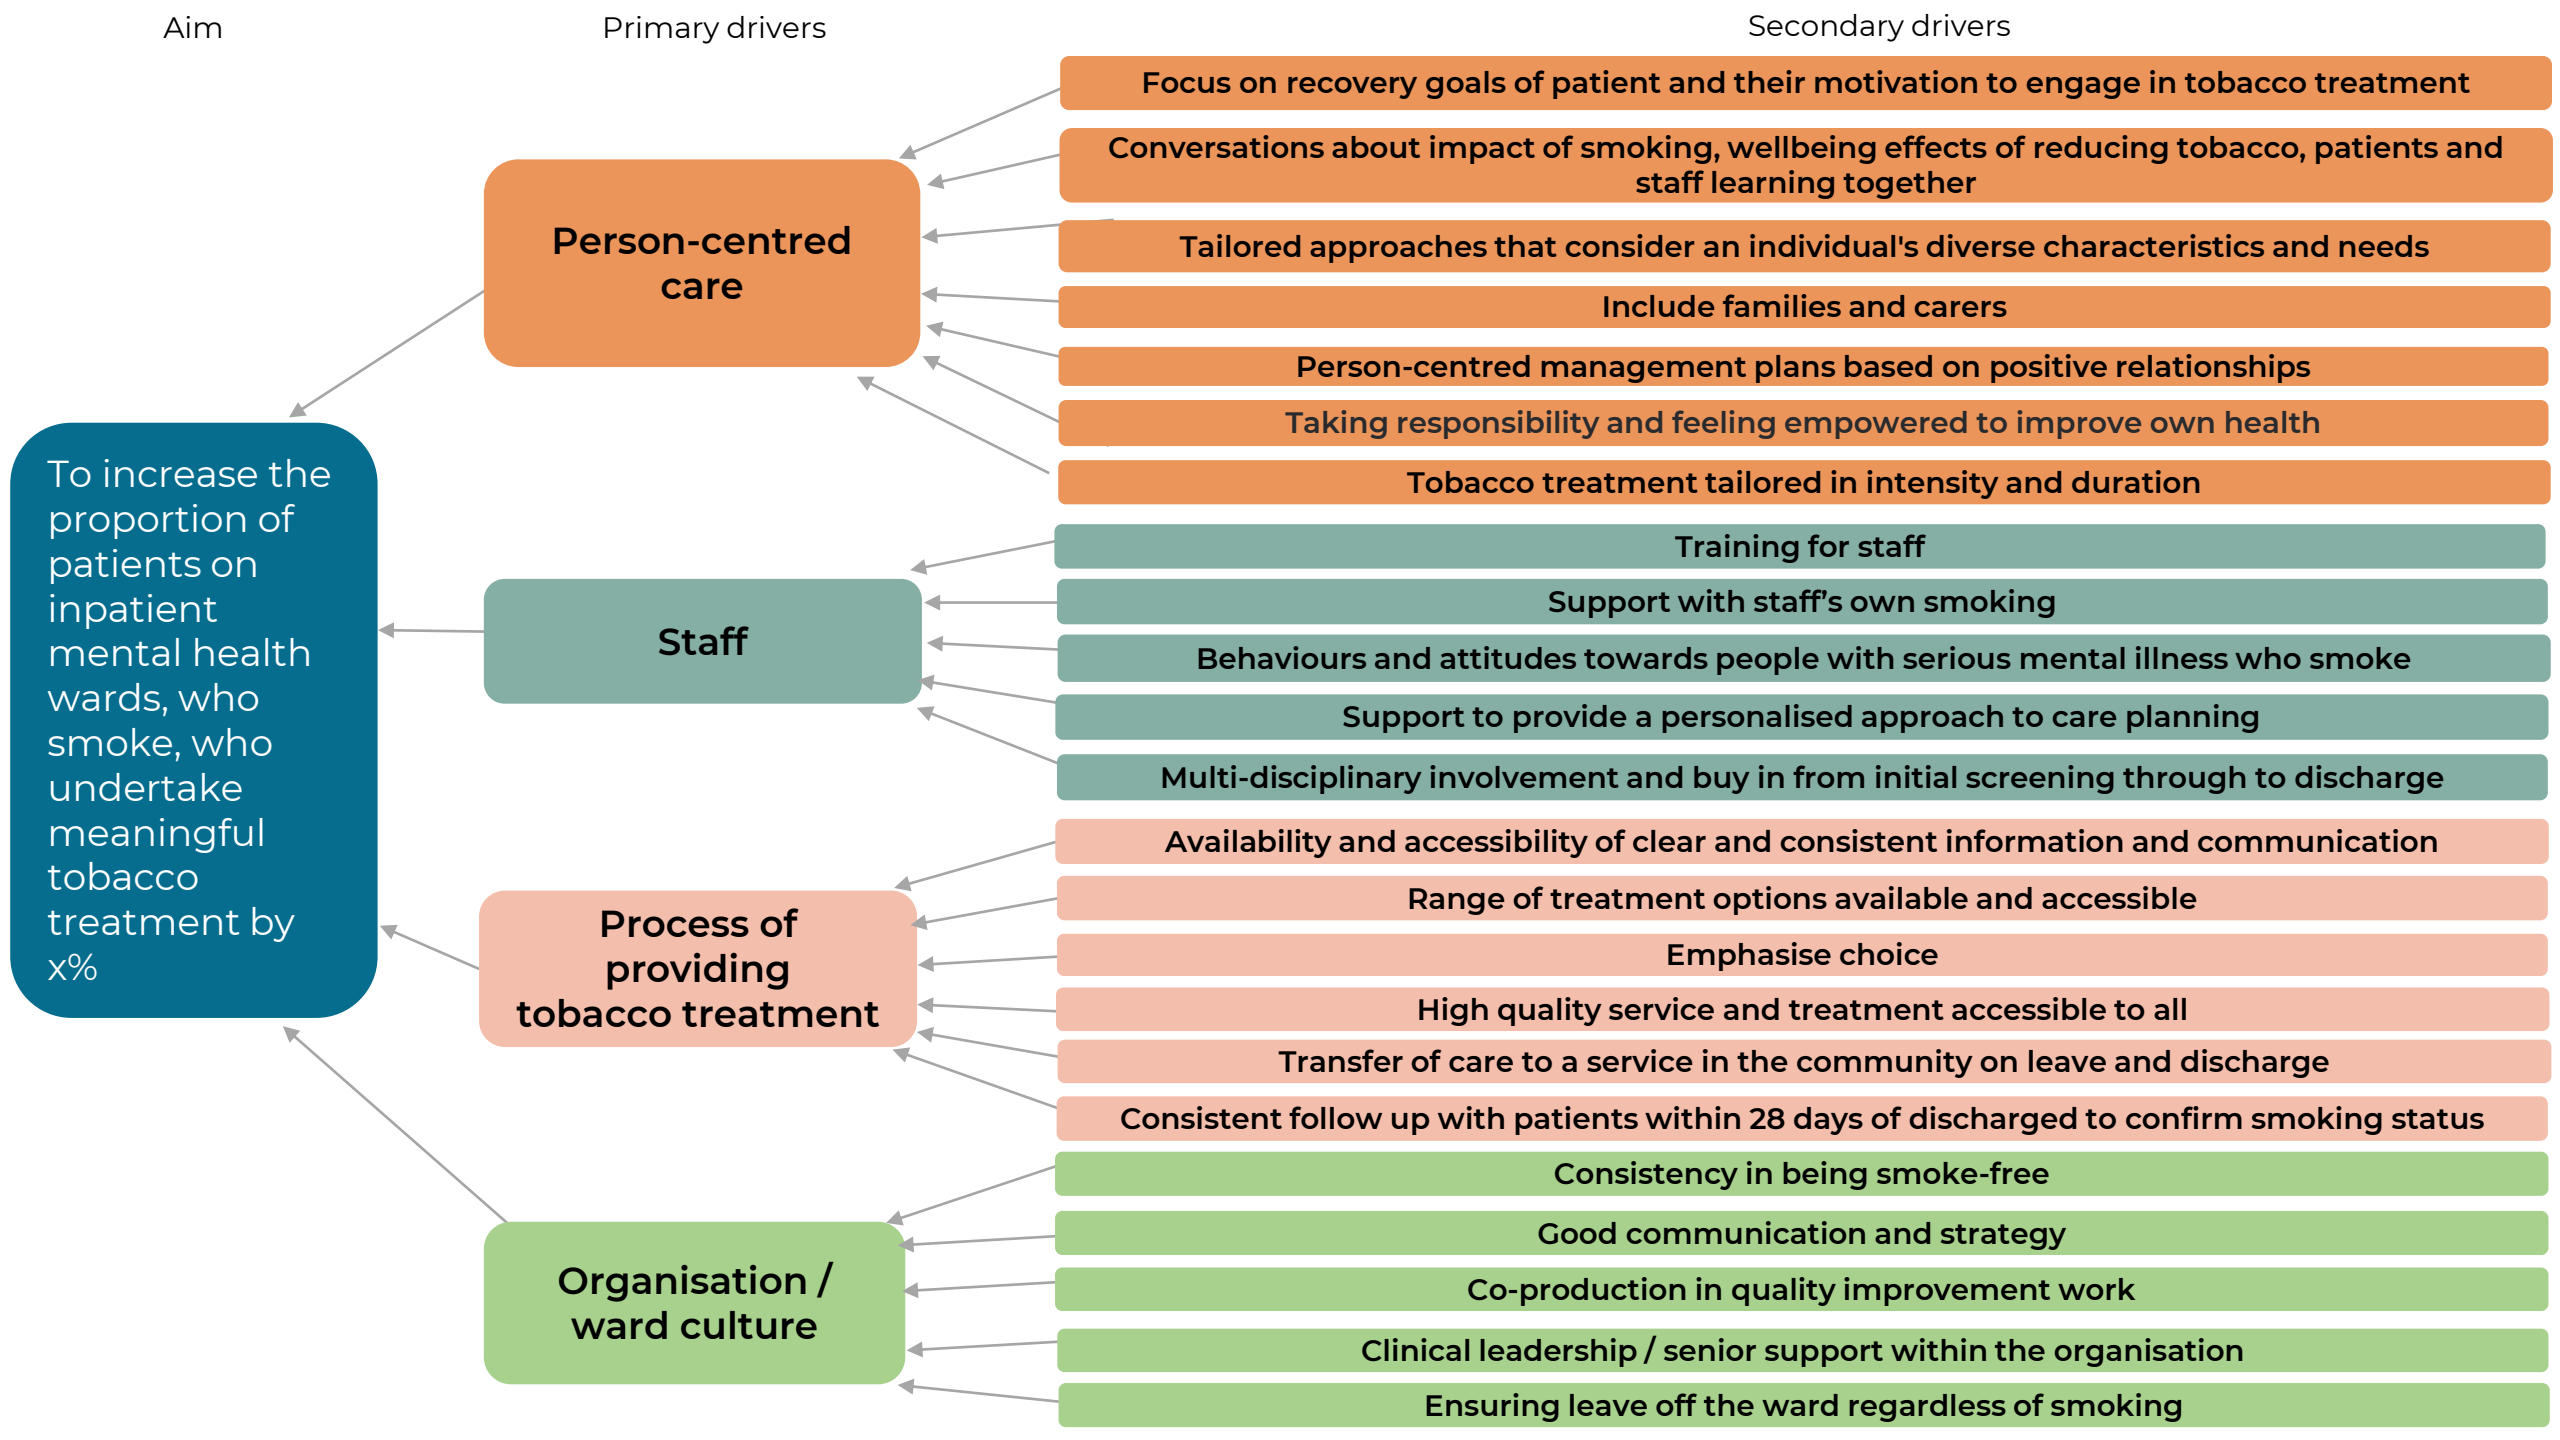 Aim
Primary drivers
Secondary drivers
To increase the
proportion of
patients on
inpatient
mental health
wards, who
smoke, who
undertake
meaningful
tobacco
treatment by
x%
Person-centred
care
Focus on recovery goals of patient and their motivation to engage in tobacco treatment
Conversations about impact of smoking, wellbeing effects of reducing tobacco, patients and
staff learning together
Tailored approaches that consider an individual's diverse characteristics and needs
Include families and carers
Person-centred management plans based on positive relationships
Taking responsibility and feeling empowered to improve own health
Tobacco treatment tailored in intensity and duration
Staff
Training for staff
Support with staff’s own smoking
Behaviours and attitudes towards people with serious mental illness who smoke
Support to provide a personalised approach to care planning
Multi-disciplinary involvement and buy in from initial screening through to discharge
Process of
providing
tobacco treatment
Availability and accessibility of clear and consistent information and communication
Range of treatment options available and accessible
Emphasise choice
High quality service and treatment accessible to all
Transfer of care to a service in the community on leave and discharge
Consistent follow up with patients within 28 days of discharged to confirm smoking status
Organisation /
ward culture
Consistency in being smoke-free
Good communication and strategy
Co-production in quality improvement work
Clinical leadership / senior support within the organisation
Ensuring leave off the ward regardless of smoking